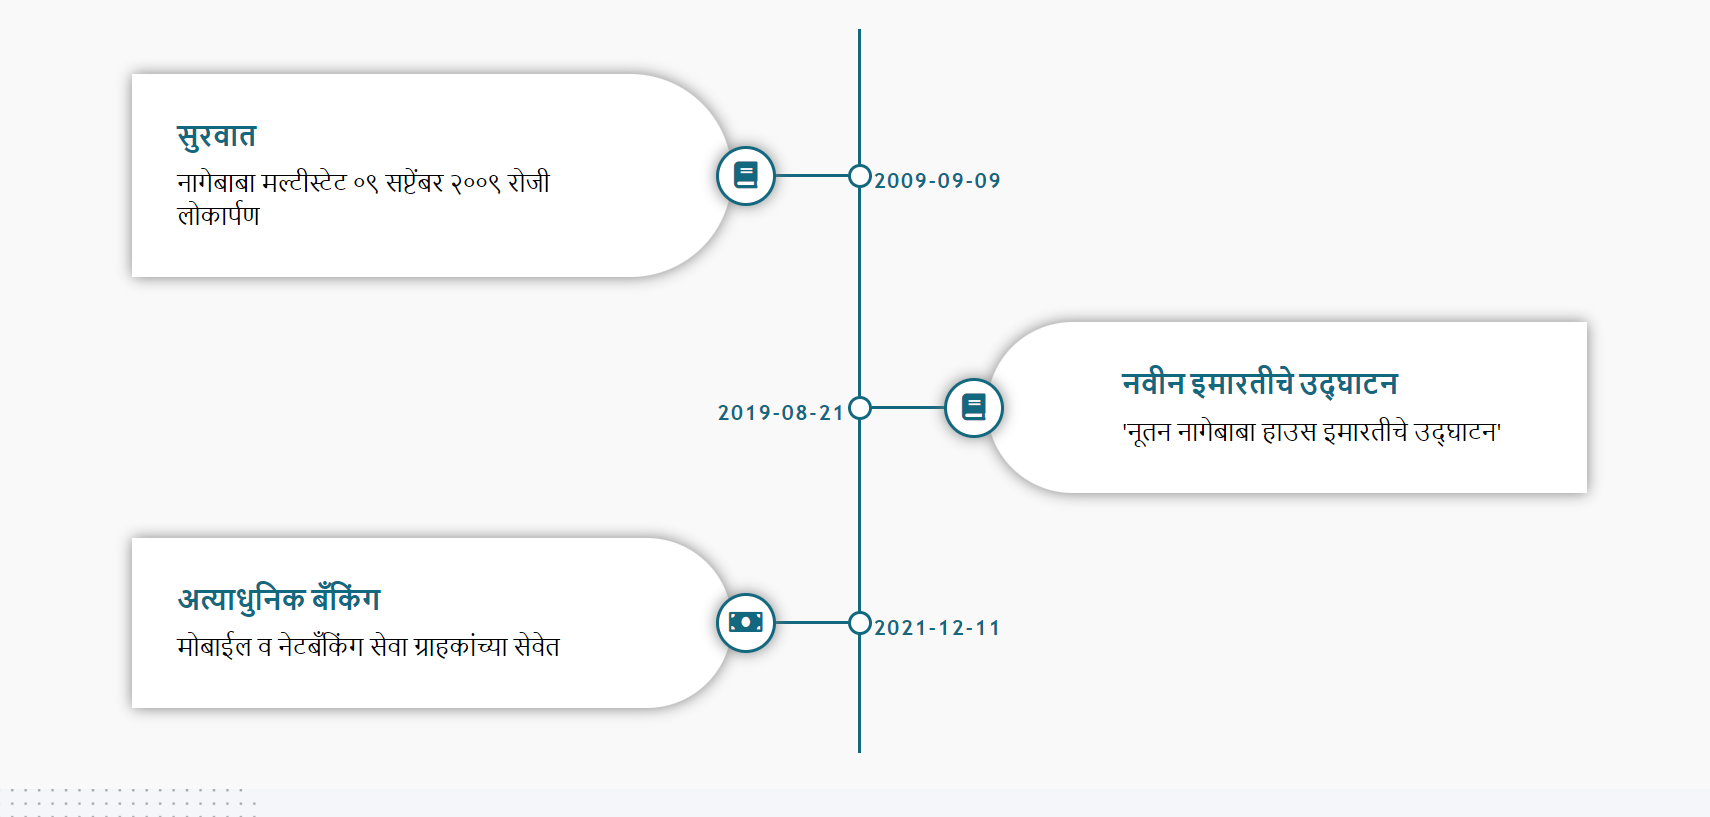 सुरवात
नागेबाबा मल्टीस्टेट ०९ सप्टेंबर २००९ रोजी
लोकार्पण
2009-09-09
नवीन इमारतीचे उद्घाटन
'नूतन नागेबाबा हाउस इमारतीचे उद्घाटन'
2019-08-21
अत्याधुनिक बँकिंग
मोबाईल व नेटबँकिंग सेवा ग्राहकांच्या सेवेत
2021-12-11